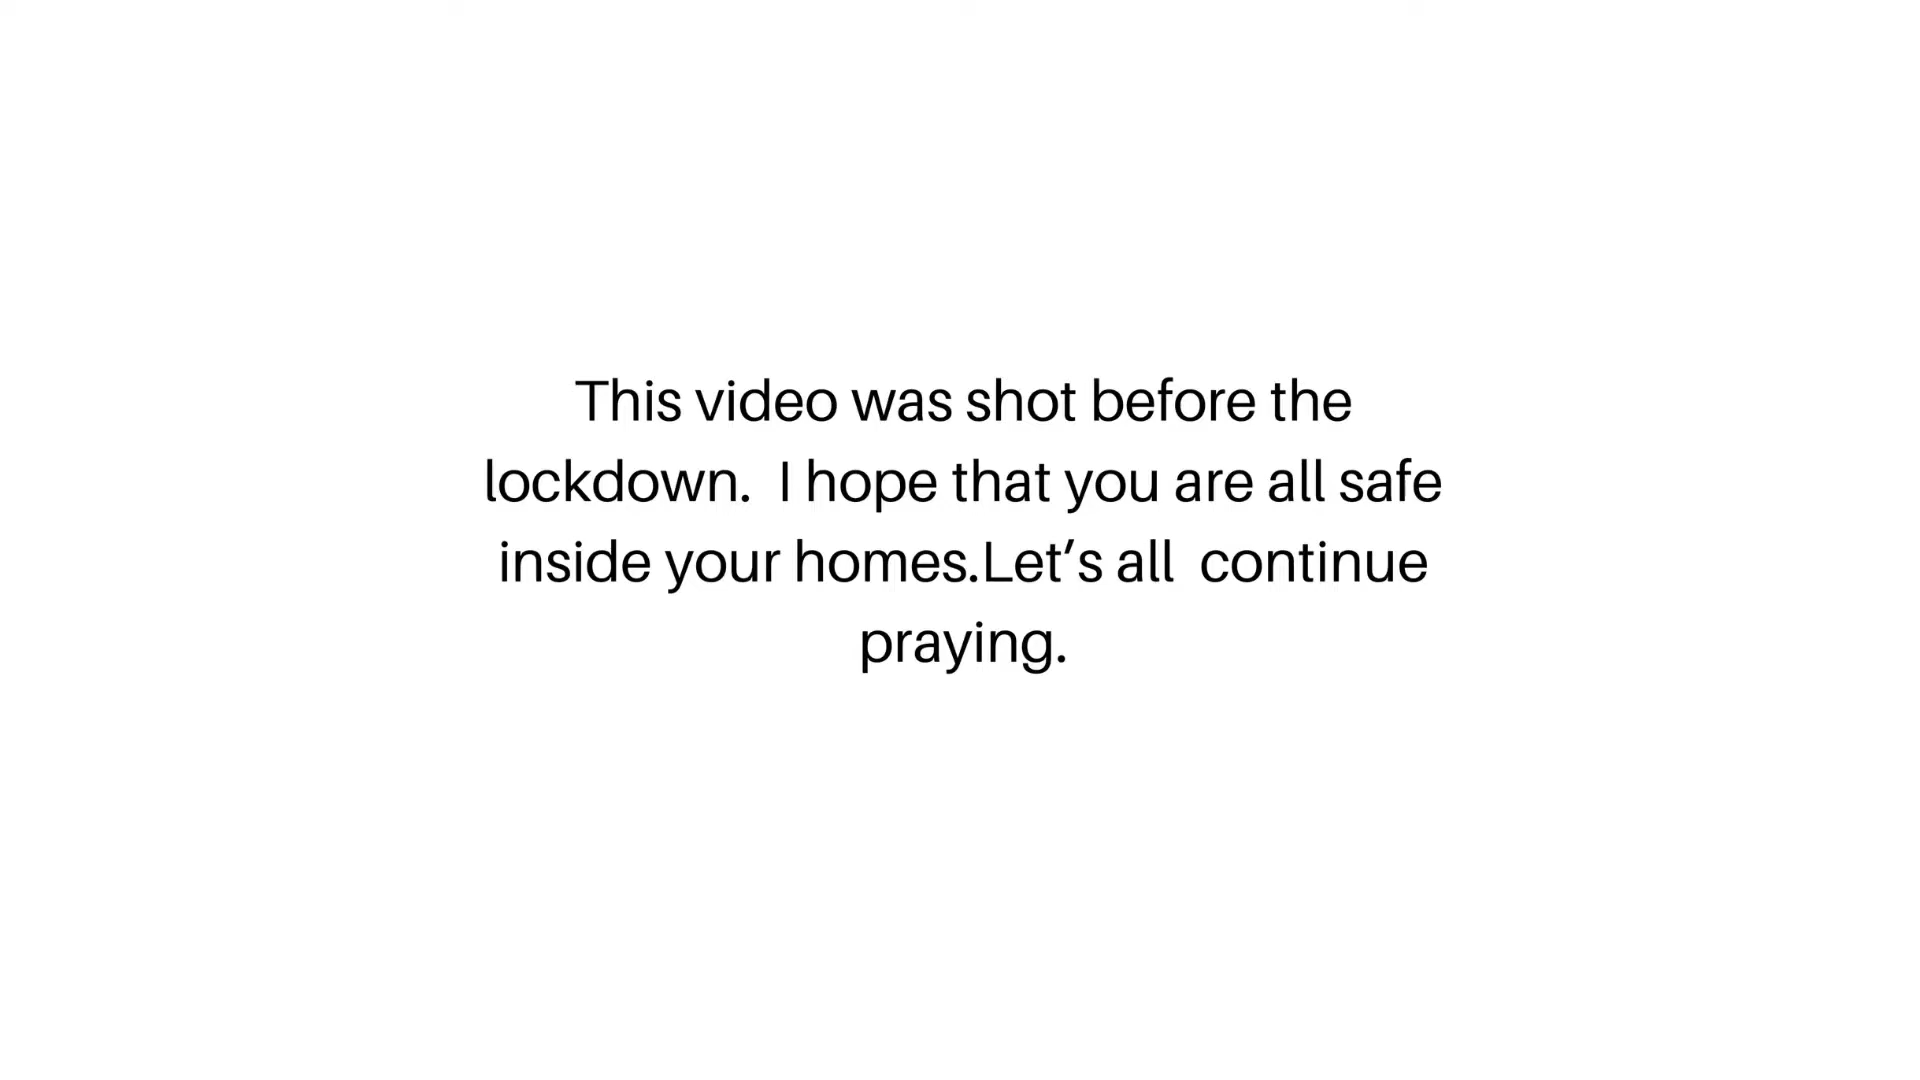 This video was shot before the
lockdown.  I hope that you are all safe
inside your homes.Let’s all  continue
praying.